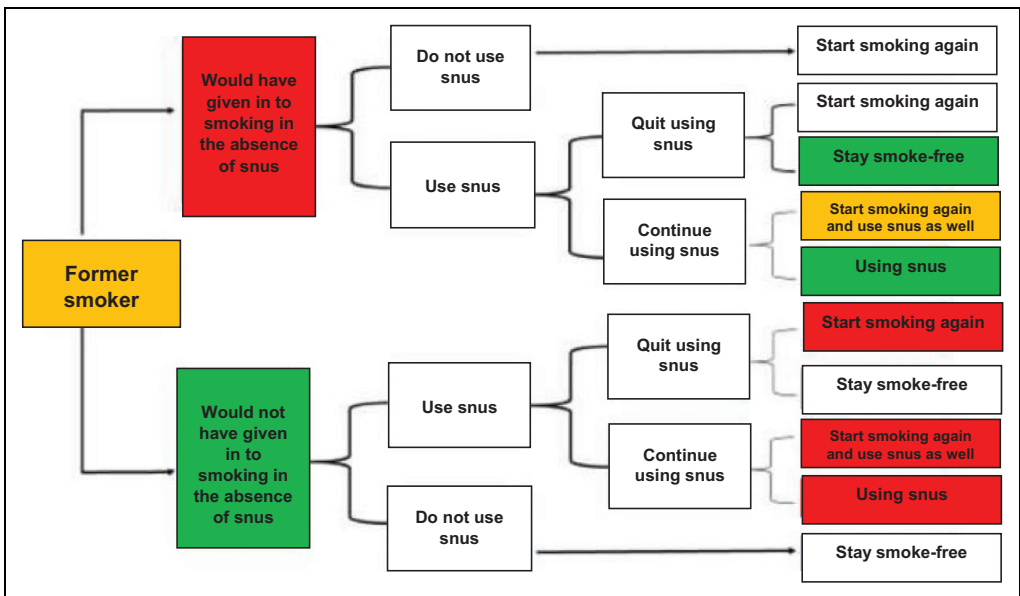 Former
smoker
Would have
given in to
smoking in
the absence
of snus
Do not use
snus
Start smoking again
Use snus
Quit using
snus
Start smoking again
Stay smoke-free
Continue
using snus
Start smoking again
and use snus as well
Using snus
Would not
have given
in to
smoking in
the absence
of snus
Use snus
Quit using
snus
Start smoking again
Stay smoke-free
Continue
using snus
Start smoking again
and use snus as well
Using snus
Do not use
snus
Stay smoke-free